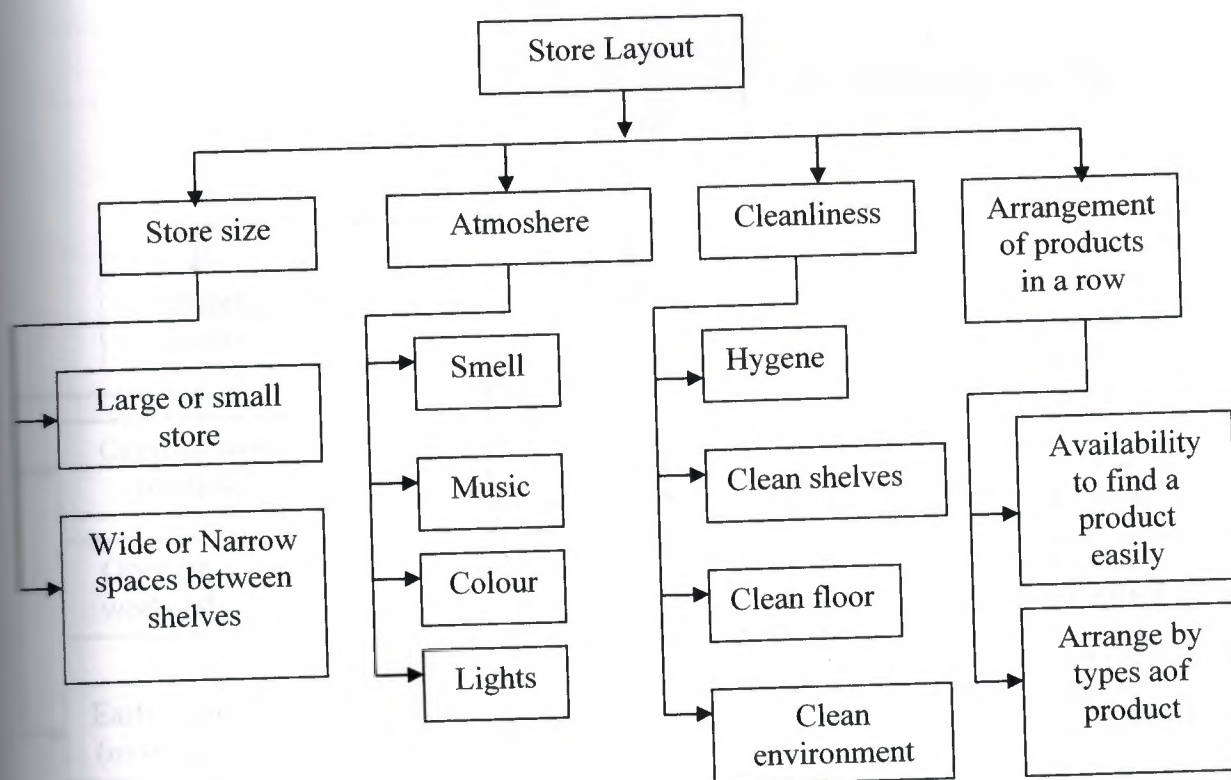 Store Layout
Store size
Atmoshere
Cleanliness
Arrangement
of products
in a row
Large or small
store
Wide or Narrow
spaces between
shelves
Smell
Music
Colour
Lights
Hygene
Clean shelves
Clean floor
Clean
environment
Availability
to find a
product
easily
Arrange by
types aof
product